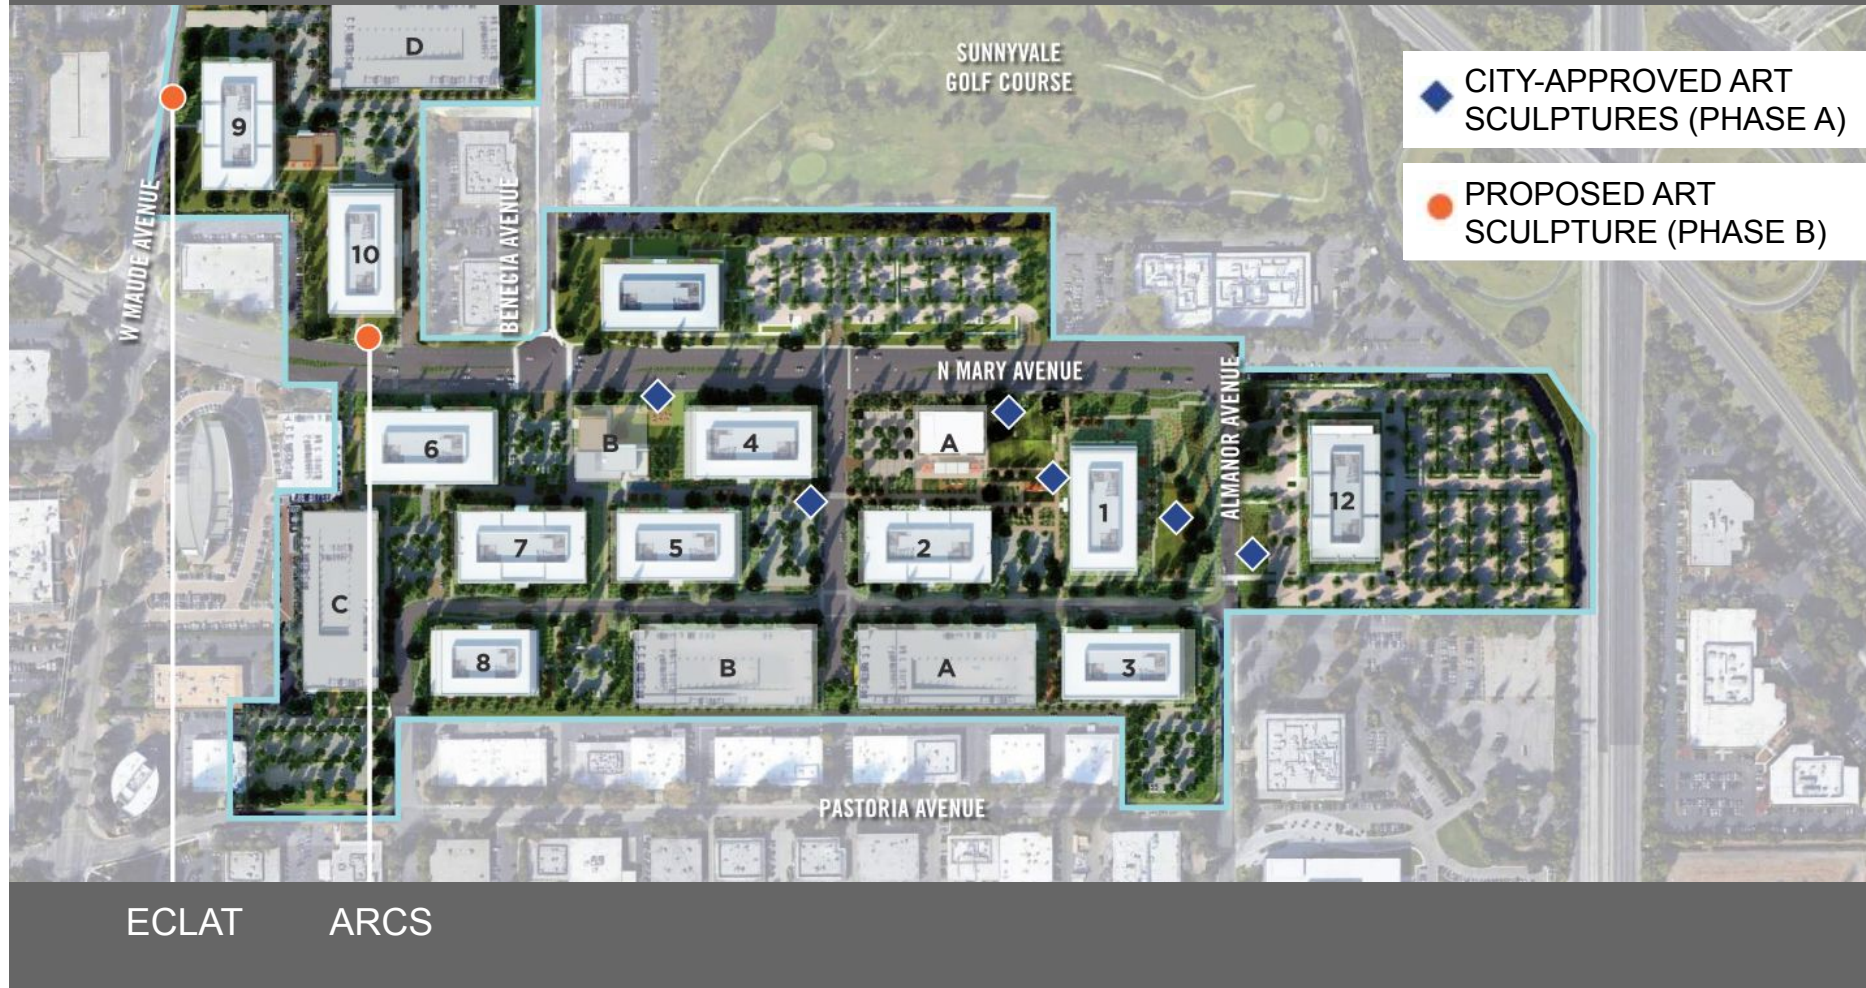 D
SUNNYVALE
GOLF COURSE
CITY-APPROVED ART
SCULPTURES (PHASE A)
9
PROPOSED ART
SCULPTURE (PHASE B)
W MAUDE AVENUE
10
BENECIA AVENUE
N MARY AVENUE
ALMANOR AVENUE
6
B
4
A
12
1
7
5
2
C
8
B
A
3
PASTORIA AVENUE
ECLAT
ARCS